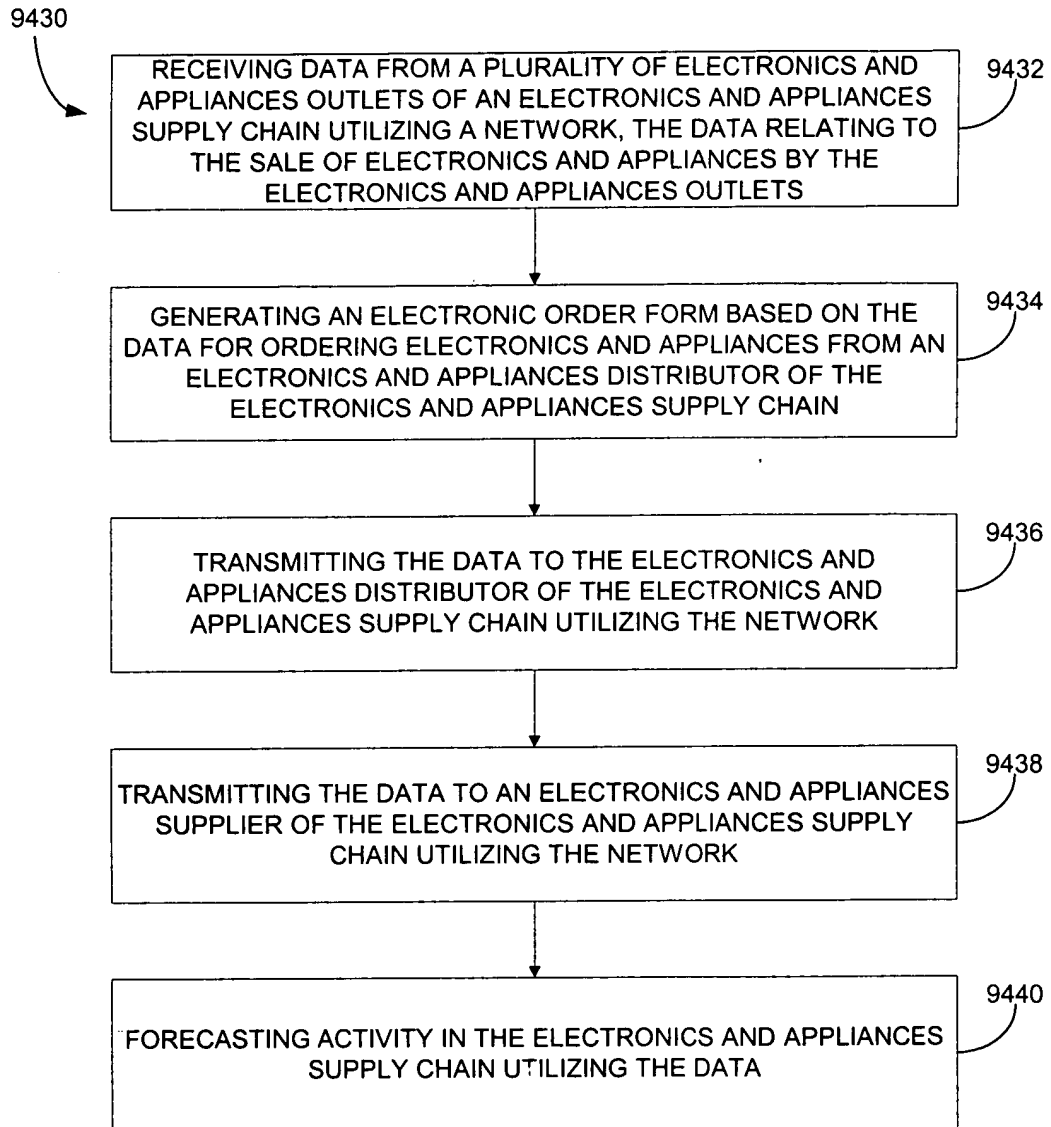 9430
RECEIVING DATA FROM A PLURALITY OF ELECTRONICS AND
APPLIANCES OUTLETS OF AN ELECTRONICS AND APPLIANCES
SUPPLY CHAIN UTILIZING A NETWORK, THE DATA RELATING TO
THE SALE OF ELECTRONICS AND APPLIANCES BY THE
ELECTRONICS AND APPLIANCES OUTLETS
9432
GENERATING AN ELECTRONIC ORDER FORM BASED ON THE
DATA FOR ORDERING ELECTRONICS AND APPLIANCES FROM AN
ELECTRONICS AND APPLIANCES DISTRIBUTOR OF THE
ELECTRONICS AND APPLIANCES SUPPLY CHAIN
9434
TRANSMITTING THE DATA TO THE ELECTRONICS AND
APPLIANCES DISTRIBUTOR OF THE ELECTRONICS AND
APPLIANCES SUPPLY CHAIN UTILIZING THE NETWORK
9436
TRANSMITTING THE DATA TO AN ELECTRONICS AND APPLIANCES
SUPPLIER OF THE ELECTRONICS AND APPLIANCES SUPPLY
CHAIN UTILIZING THE NETWORK
9438
FORECASTING ACTIVITY IN THE ELECTRONICS AND APPLIANCES
SUPPLY CHAIN UTILIZING THE DATA
9440